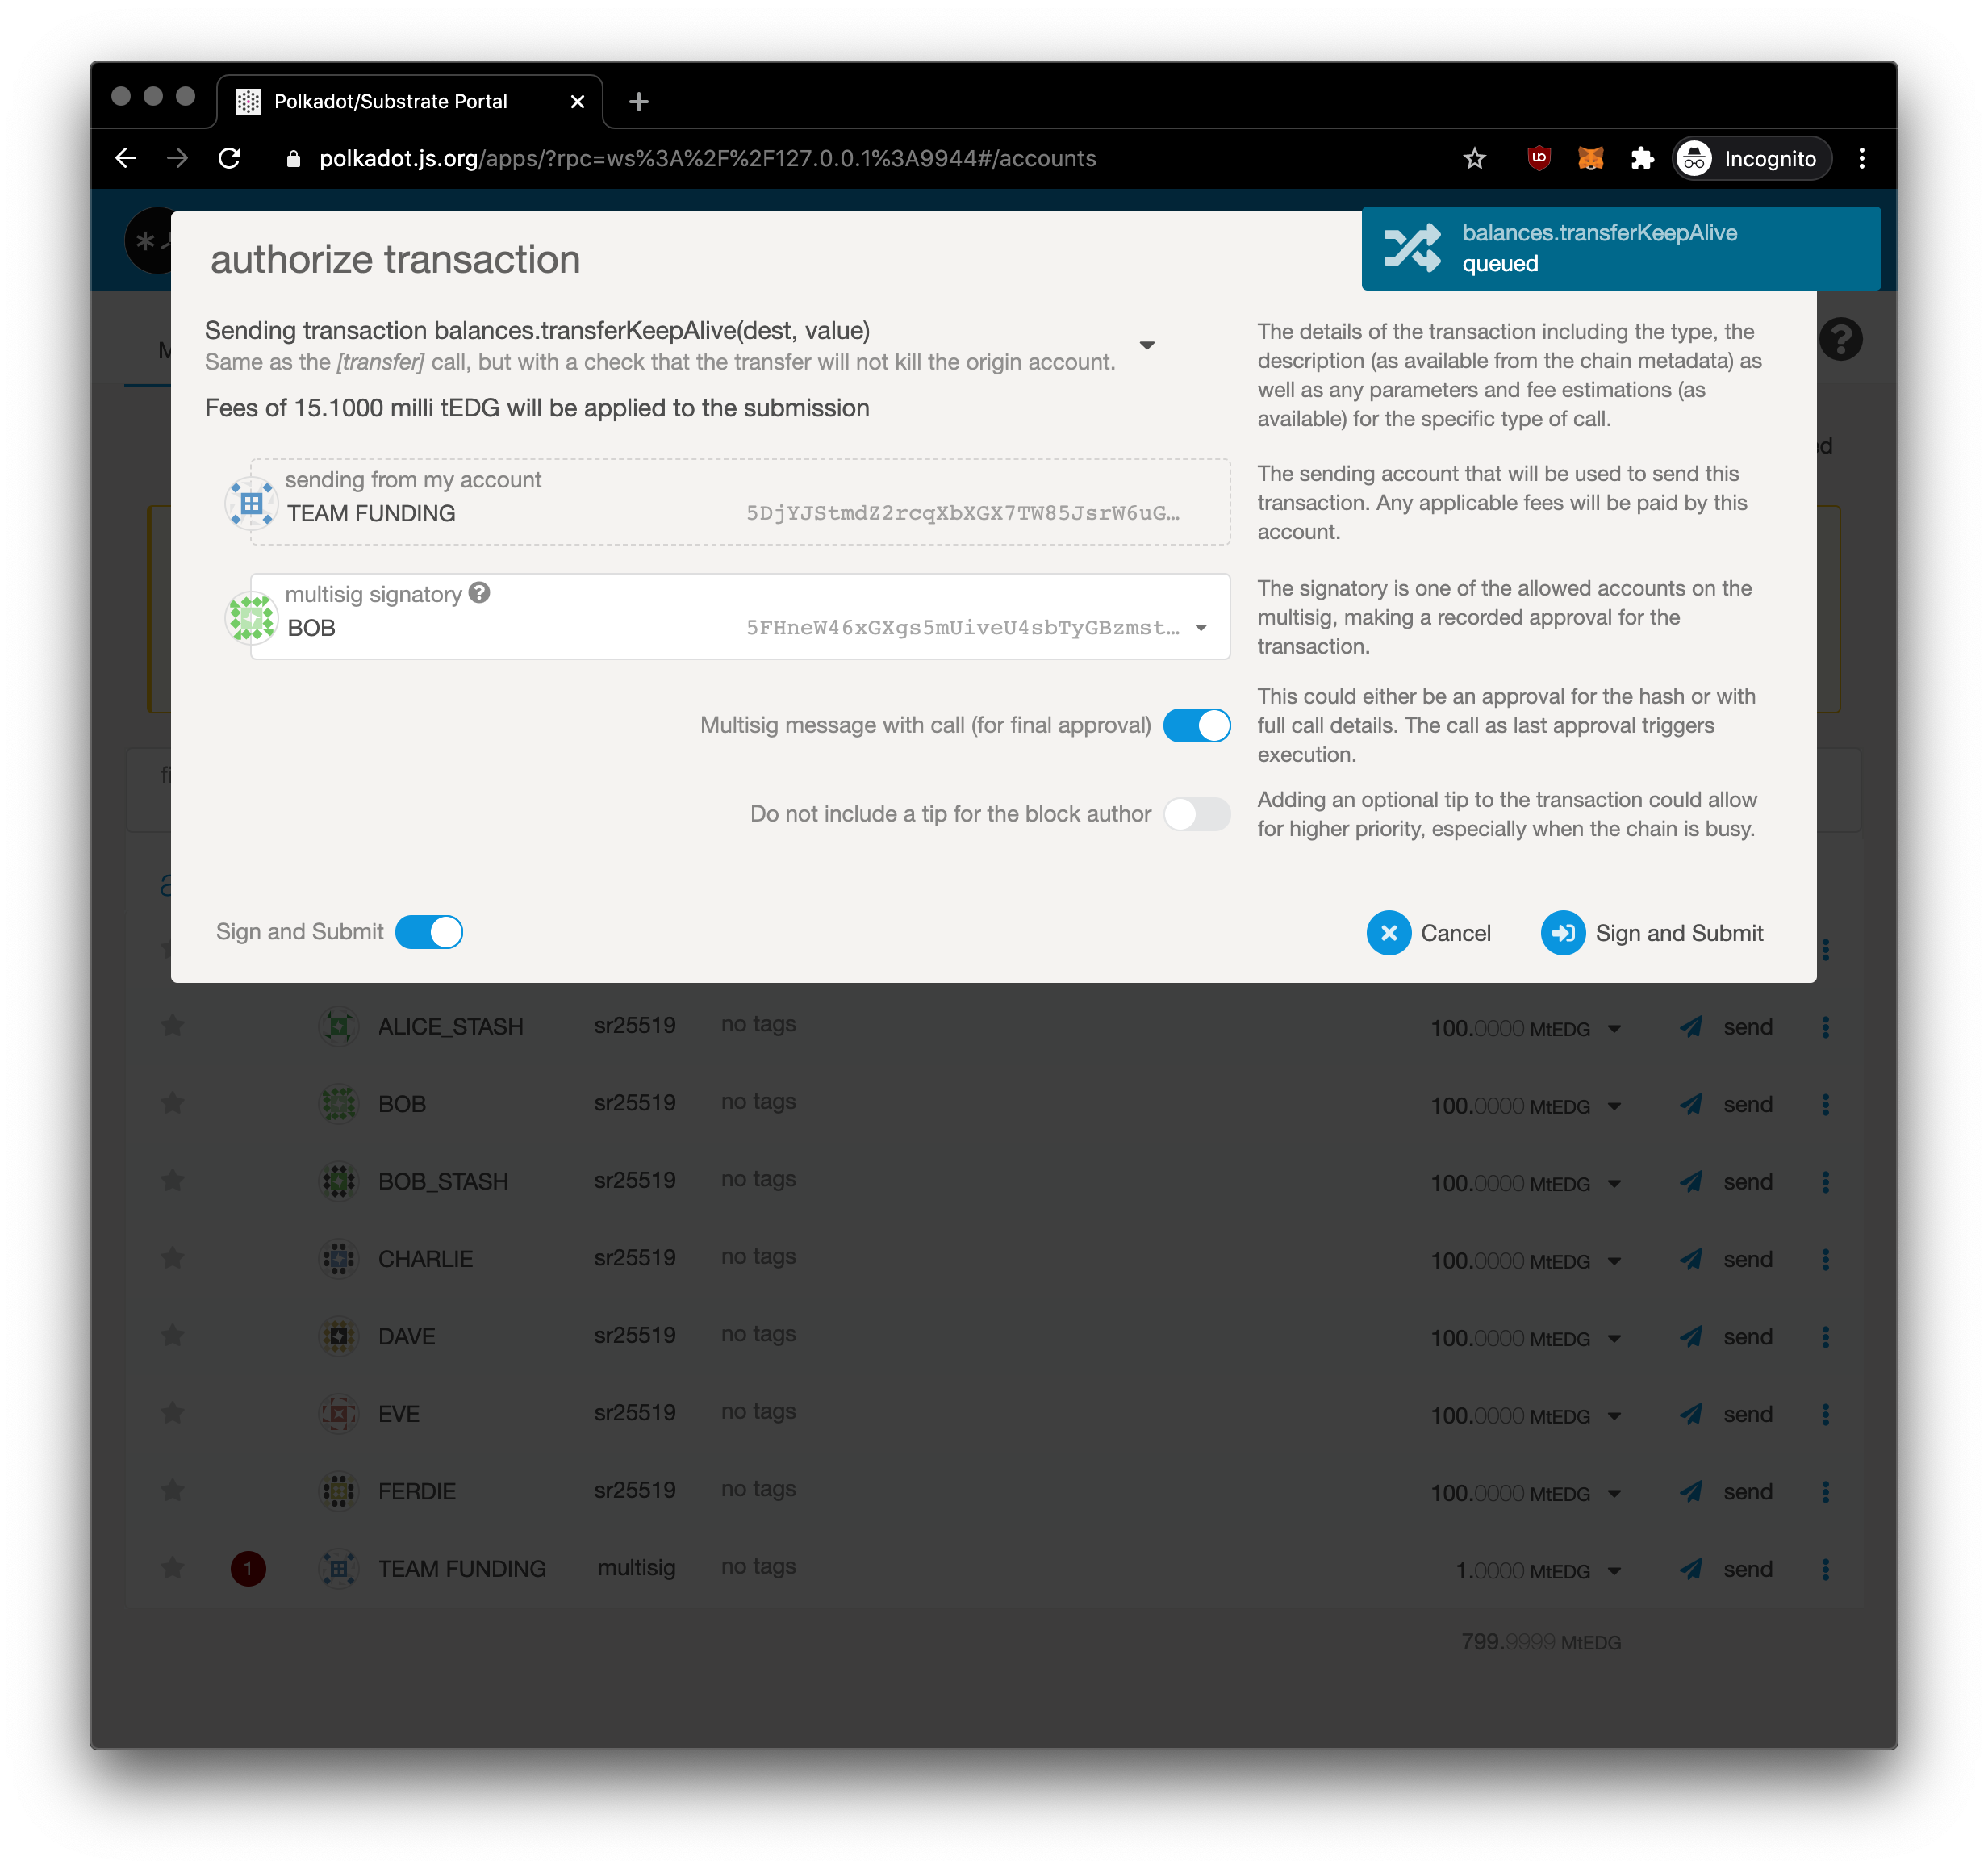 Polkadot/Substrate Portal
polkadot.js.org/apps/?rpc=ws%3A%2F%2F127.0.0.1%3A9944#/accounts
Incognito
balances.transferKeepAlive
queued
authorize transaction
Sending transaction balances.transferKeepAlive(dest, value)
Same as the [transfer] call, but with a check that the transfer will not kill the origin account.
Fees of 15.1000 milli tEDG will be applied to the submission
The details of the transaction including the type, the
description (as available from the chain metadata) as
well as any parameters and fee estimations (as
available) for the specific type of call.
sending from my account
TEAM FUNDING 5DjYJStmdZ2rcqXbXGX7TW85JsrW6uG…
The sending account that will be used to send this
transaction. Any applicable fees will be paid by this
account.
multisig signatory
BOB 5FHneW46xGXgs5mUiveU4sbTyGBzmst…
The signatory is one of the allowed accounts on the
multisig, making a recorded approval for the
transaction.
Multisig message with call (for final approval)
This could either be an approval for the hash or with
full call details. The call as last approval triggers
execution.
Do not include a tip for the block author
Adding an optional tip to the transaction could allow
for higher priority, especially when the chain is busy.
Sign and Submit
Cancel
Sign and Submit
ALICE_STASH sr25519 no tags 100.0000 MtEDG send
BOB sr25519 no tags 100.0000 MtEDG send
BOB_STASH sr25519 no tags 100.0000 MtEDG send
CHARLIE sr25519 no tags 100.0000 MtEDG send
DAVE sr25519 no tags 100.0000 MtEDG send
EVE sr25519 no tags 100.0000 MtEDG send
FERDIE sr25519 no tags 100.0000 MtEDG send
1 TEAM FUNDING multisig no tags 1.0000 MtEDG send
799.9999 MtEDG